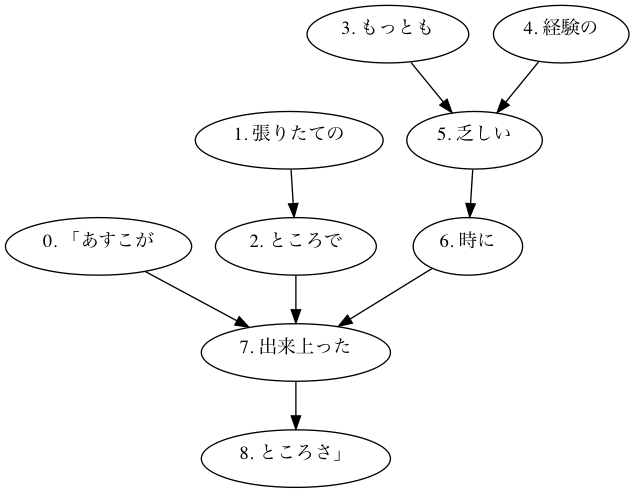 3. もっとも
4. 経験の
1. 張りたての
5. 乏しい
0. 「あすこが
2. ところで
6. 時に
7. 出来上った
8. ところさ」